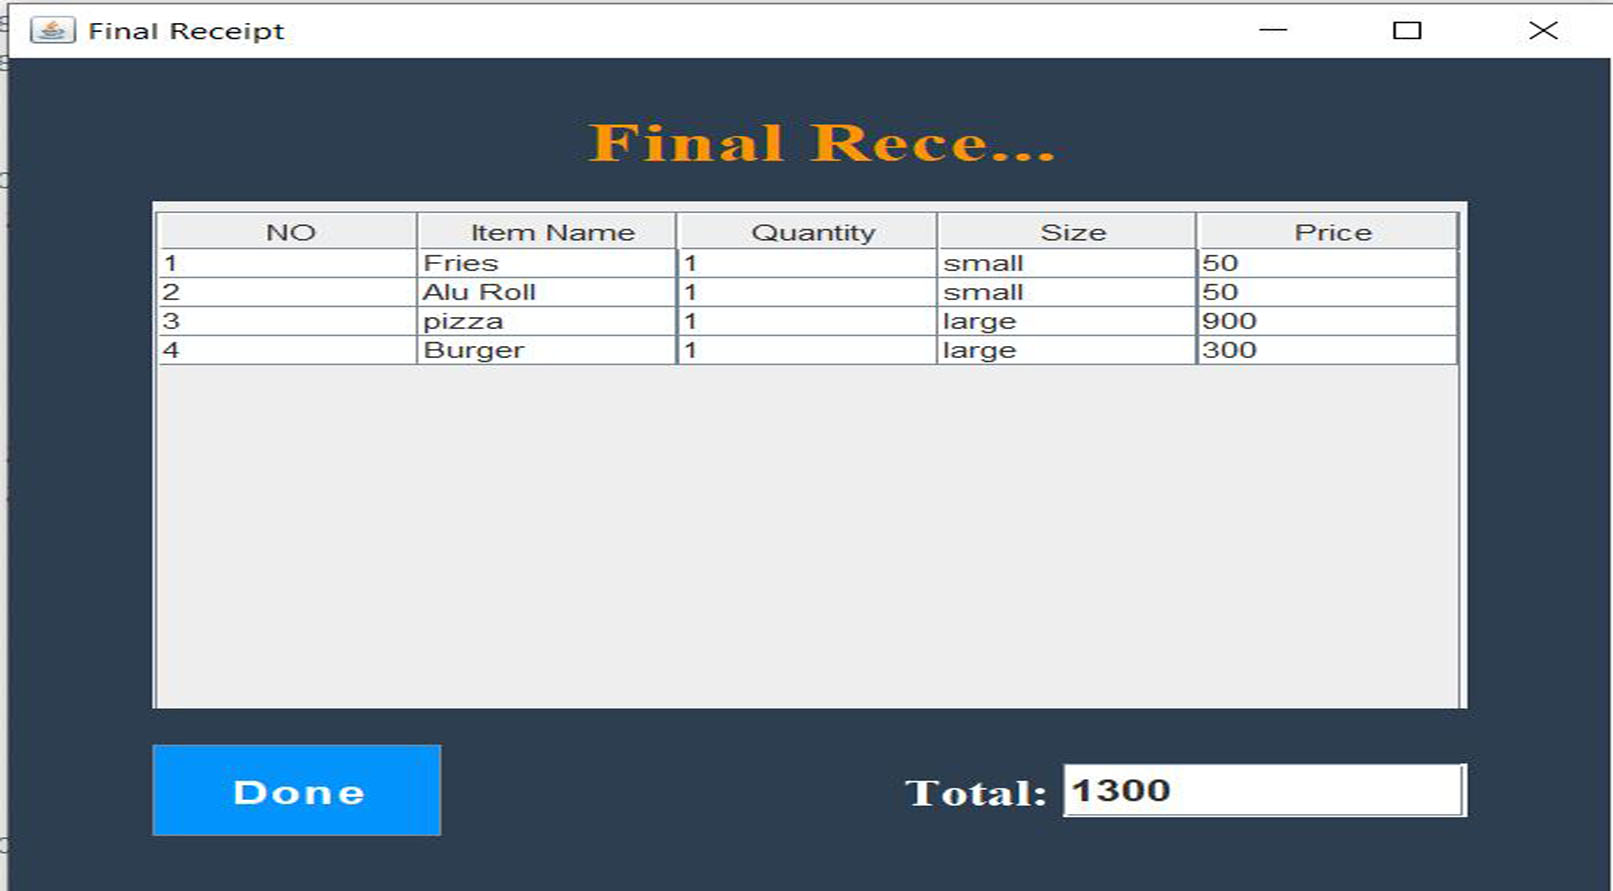 Final Receipt
Final Rece...
NO Item Name Quantity Size Price
1 Fries 1 small 50
2 Alu Roll 1 small 50
3 pizza 1 large 900
4 Burger 1 large 300
Done Total: 1300